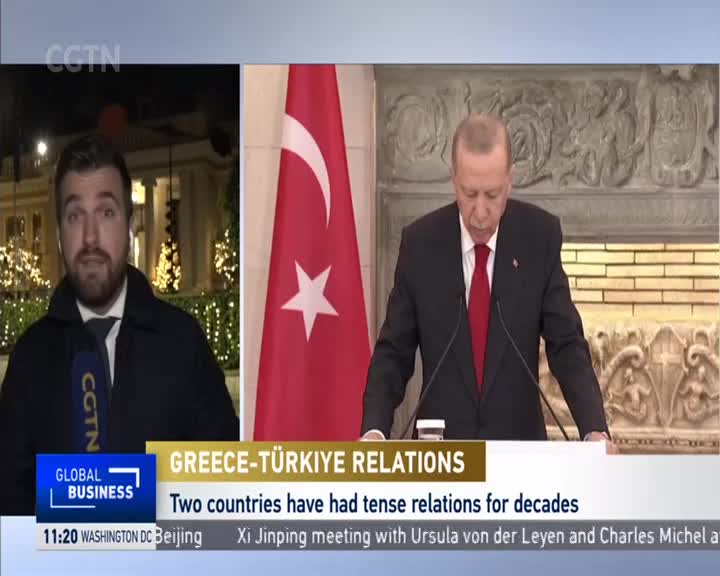 CGTN
CGTN
GREECE-TÜRKIYE RELATIONS
GLOBAL
BUSINESS
Two countries have had tense relations for decades
11:20 WASHINGTON DC
Beijing Xi Jinping meeting with Ursula von der Leyen and Charles Michel a